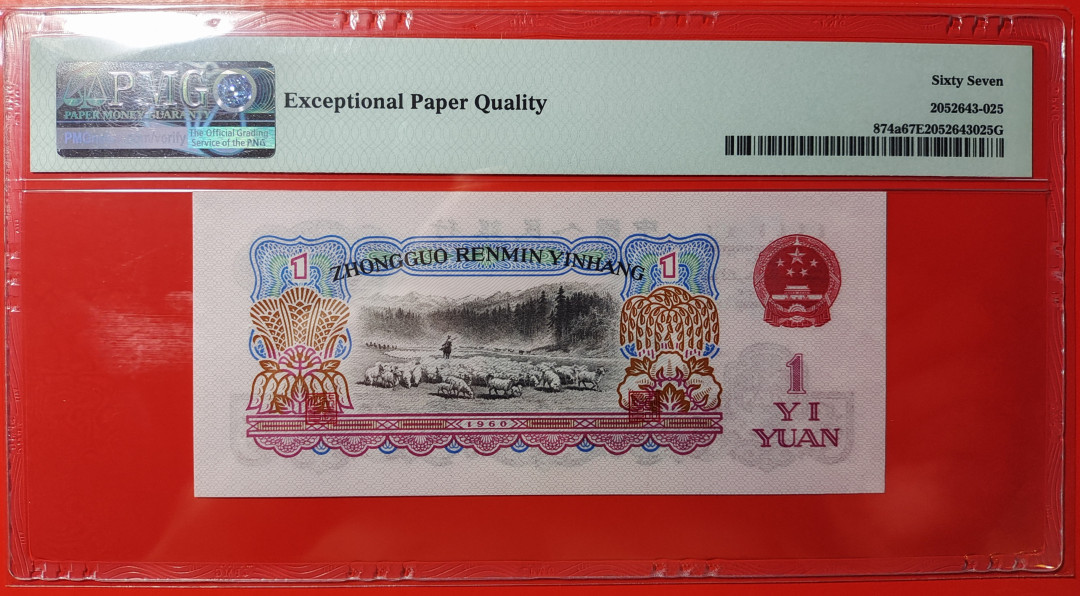 PMG
PAPER MONEY GUARANTY
The Official Grading
Service of the PNG
Exceptional Paper Quality
Sixty Seven
2052643-025
874a67E2052643025G
1 ZHONGGUO RENMIN YINHANG 1
1960
1
YI
YUAN